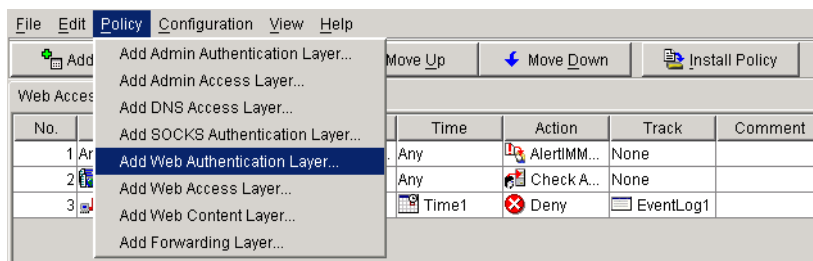 File Edit Policy Configuration View Help
Add Move Up Move Down Install Policy
Add Admin Authentication Layer...
Add Admin Access Layer...
Add DNS Access Layer...
Add SOCKS Authentication Layer...
Add Web Authentication Layer...
Add Web Access Layer...
Add Web Content Layer...
Add Forwarding Layer...
Web Acces
No. Time Action Track Comment
1 Ar . Any AlertIMM... None
2 Any Check A... None
3 Time1 Deny EventLog1